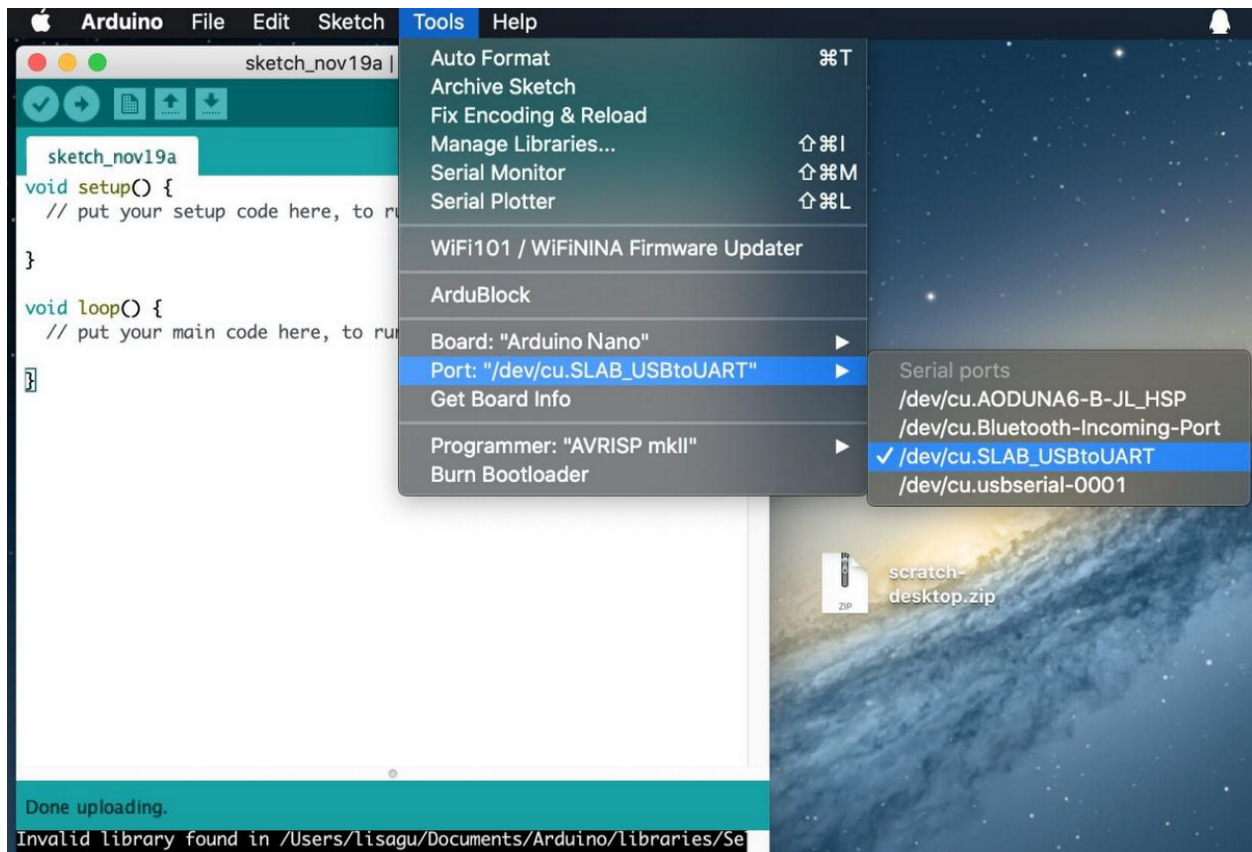 Arduino File Edit Sketch Tools Help
sketch_nov19a |
sketch_nov19a
void setup() {
// put your setup code here, to ru
}
void loop() {
// put your main code here, to rur
}
Auto Format ⌘T
Archive Sketch
Fix Encoding & Reload
Manage Libraries... ⇧⌘I
Serial Monitor ⇧⌘M
Serial Plotter ⇧⌘L
WiFi101 / WiFiNINA Firmware Updater
ArduBlock
Board: "Arduino Nano"
Port: "/dev/cu.SLAB_USBtoUART"
Get Board Info
Programmer: "AVRISP mkII"
Burn Bootloader
Serial ports
/dev/cu.AODUNA6-B-JL_HSP
/dev/cu.Bluetooth-Incoming-Port
✓ /dev/cu.SLAB_USBtoUART
/dev/cu.usbserial-0001
ZIP
scratch-
desktop.zip
Done uploading.
Invalid library found in /Users/lisagu/Documents/Arduino/libraries/Se